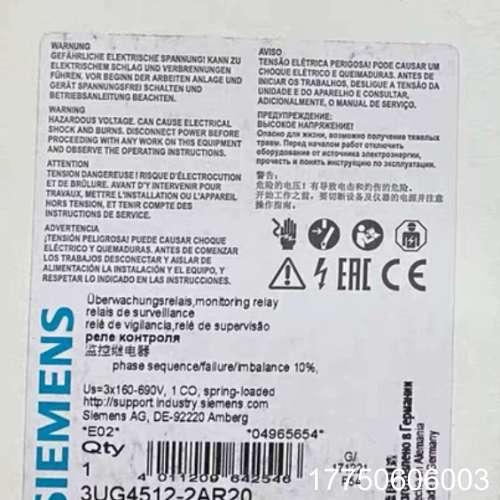 WARNUNG
GEFÄHRLICHE ELEKTRISCHE SPANNUNG! KANN ZU
ELEKTRISCHEM SCHLAG UND VERBRENNUNGEN
FÜHREN. VOR BEGINN DER ARBEITEN ANLAGE UND
GERÄT SPANNUNGSFREI SCHALTEN UND
BETRIEBSANLEITUNG BEACHTEN.
WARNING
HAZARDOUS VOLTAGE. CAN CAUSE ELECTRICAL
SHOCK AND BURNS. DISCONNECT POWER BEFORE
PROCEEDING WITH ANY WORK ON THIS EQUIPMENT
AND OBSERVE THE OPERATING INSTRUCTIONS.
ATTENTION
TENSION DANGEREUSE ! RISQUE D'ÉLECTROCUTION
ET DE BRÛLURE. AVANT D'Y INTERVENIR POUR
TRAVAUX, METTRE L'INSTALLATION OU L'APPAREIL
HORS TENSION, ET TENIR COMPTE DES
INSTRUCTIONS DE SERVICE.
ADVERTENCIA
¡TENSIÓN PELIGROSA! PUEDE CAUSAR CHOQUE
ELÉCTRICO Y QUEMADURAS. ANTES DE COMENZAR
LOS TRABAJOS DESCONECTAR Y AISLAR DE
ALIMENTACIÓN LA INSTALACIÓN Y EL EQUIPO, Y
RESPETAR LO INDICADO EN LAS INSTRUCCIONES
AVISO
TENSÃO ELÉTRICA PERIGOSA! PODE CAUSAR UM
CHOQUE ELÉTRICO E QUEIMADURAS. ANTES DE
INICIAR OS TRABALHOS, DESLIGUE A TENSÃO DA
UNIDADE E DO APARELHO E CONSULTAR,
ADICIONALMENTE, O MANUAL DE SERVIÇO.
ПРЕДУПРЕЖДЕНИЕ:
ВЫСОКОЕ НАПРЯЖЕНИЕ!
Опасно для жизни, возможно получение тяжелых
травм. Перед началом работ отключить
оборудование от источника электроэнергии,
прочесть и понять инструкцию по эксплуатации.
警告:
危险的电压！有导致电击和灼伤的危险。
开始工作之前，要切断设备及仪器的电源并请注意
操作说明。
EAC CE
SIEMENS
Überwachungsrelais,monitoring relay
relais de surveillance
relé de vigilancia,relé de supervisão
реле контроля
监控继电器
phase sequence/failure/imbalance 10%,
Us=3x160-690V, 1 CO, spring-loaded
http://support.industry siemens.com
Siemens AG, DE-92220 Amberg
*E02* *04965654*
Qty
1
4 011209 642546
3UG4512-2AR20
G/
Сделано в Германии
Alemania
Germany
17750606003